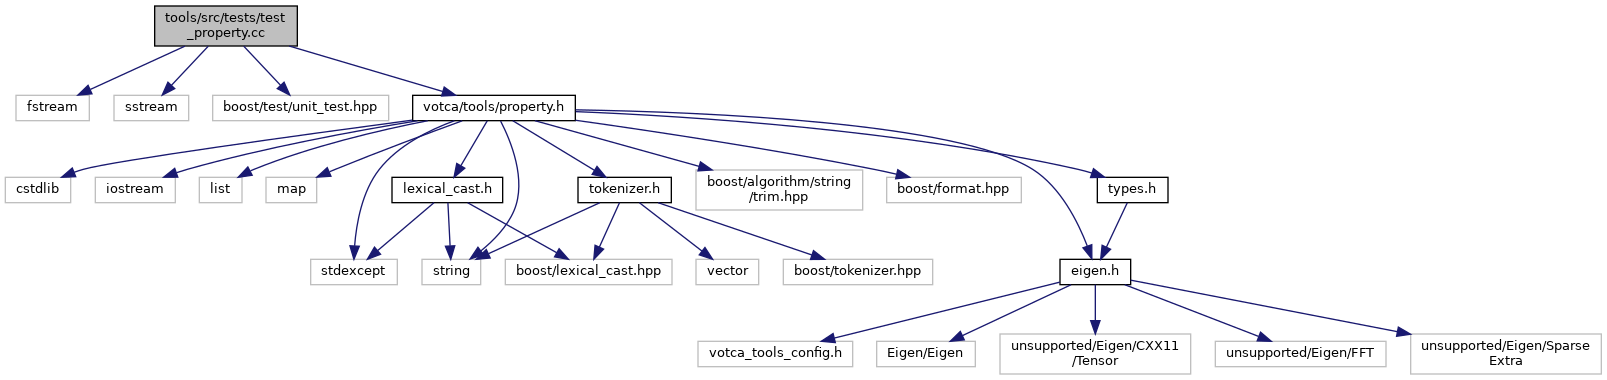 tools/src/tests/test
_property.cc
fstream
sstream
boost/test/unit_test.hpp
votca/tools/property.h
cstdlib
iostream
list
map
lexical_cast.h
tokenizer.h
boost/algorithm/string
/trim.hpp
boost/format.hpp
types.h
stdexcept
string
boost/lexical_cast.hpp
vector
boost/tokenizer.hpp
eigen.h
votca_tools_config.h
Eigen/Eigen
unsupported/Eigen/CXX11
/Tensor
unsupported/Eigen/FFT
unsupported/Eigen/Sparse
Extra